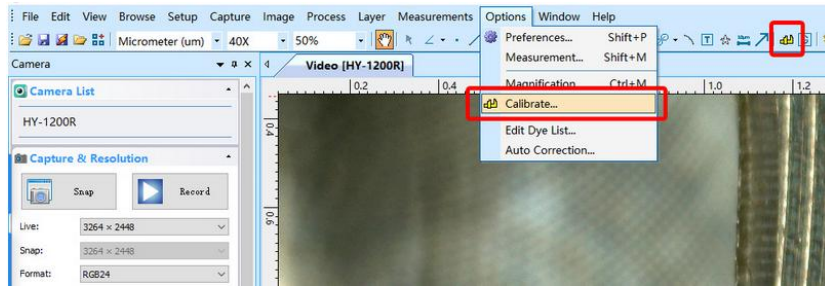 File Edit View Browse Setup Capture Image Process Layer Measurements Options Window Help
Micrometer (um) 40X 50%
Camera
Video [HY-1200R]
Preferences... Shift+P
Measurement... Shift+M
Magnification... Ctrl+M
Calibrate...
Edit Dye List...
Auto Correction...
0.2 0.4 1.0 1.2
0.4
0.6
Camera List
HY-1200R
Capture & Resolution
Snap Record
Live: 3264 × 2448
Snap: 3264 × 2448
Format: RGB24